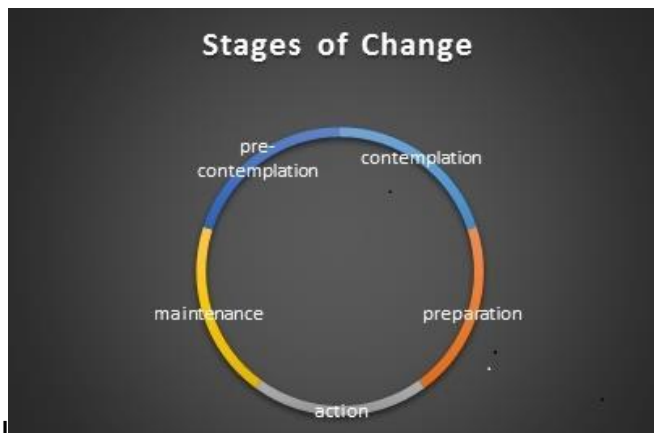 Stages of Change
pre-
contemplation
contemplation
maintenance
preparation
action